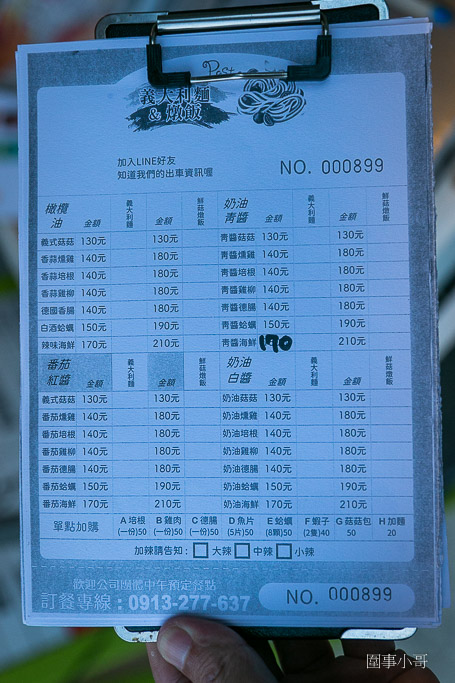 Past
義大利麵
& 燉飯
加入LINE好友
知道我們的出車資訊喔
NO. 000899
橄欖油 金額 義大利麵 金額 鮮菇燉飯 奶油青醬 金額 義大利麵 金額 鮮菇燉飯
義式菇菇 130元 130元 青醬菇菇 130元 130元
香蒜燻雞 140元 180元 青醬燻雞 140元 180元
香蒜培根 140元 180元 青醬培根 140元 180元
香蒜雞柳 140元 180元 青醬雞柳 140元 180元
德國香腸 140元 180元 青醬德腸 140元 180元
白酒蛤蠣 150元 190元 青醬蛤蠣 150元 190元
辣味海鮮 170元 210元 青醬海鮮 170 210元
番茄紅醬 金額 義大利麵 金額 鮮菇燉飯 奶油白醬 金額 義大利麵 金額 鮮菇燉飯
義式菇菇 130元 130元 奶油菇菇 130元 130元
番茄燻雞 140元 180元 奶油燻雞 140元 180元
番茄培根 140元 180元 奶油培根 140元 180元
番茄雞柳 140元 180元 奶油雞柳 140元 180元
番茄德腸 140元 180元 奶油德腸 140元 180元
番茄蛤蠣 150元 190元 奶油蛤蠣 150元 190元
番茄海鮮 170元 210元 奶油海鮮 170元 210元
單點加購 A 培根 (一份)50 B 雞肉 (一份)50 C 德腸 (一份)50 D 魚片 (5片)50 E 蛤蠣 (8顆)50 F 蝦子 (2隻)40 G 菇菇包 50 H 加麵 20
加辣請告知: 大辣 中辣 小辣
歡迎公司團體中午預定餐點
訂餐專線:0913-277-637
NO. 000899
圍事小哥